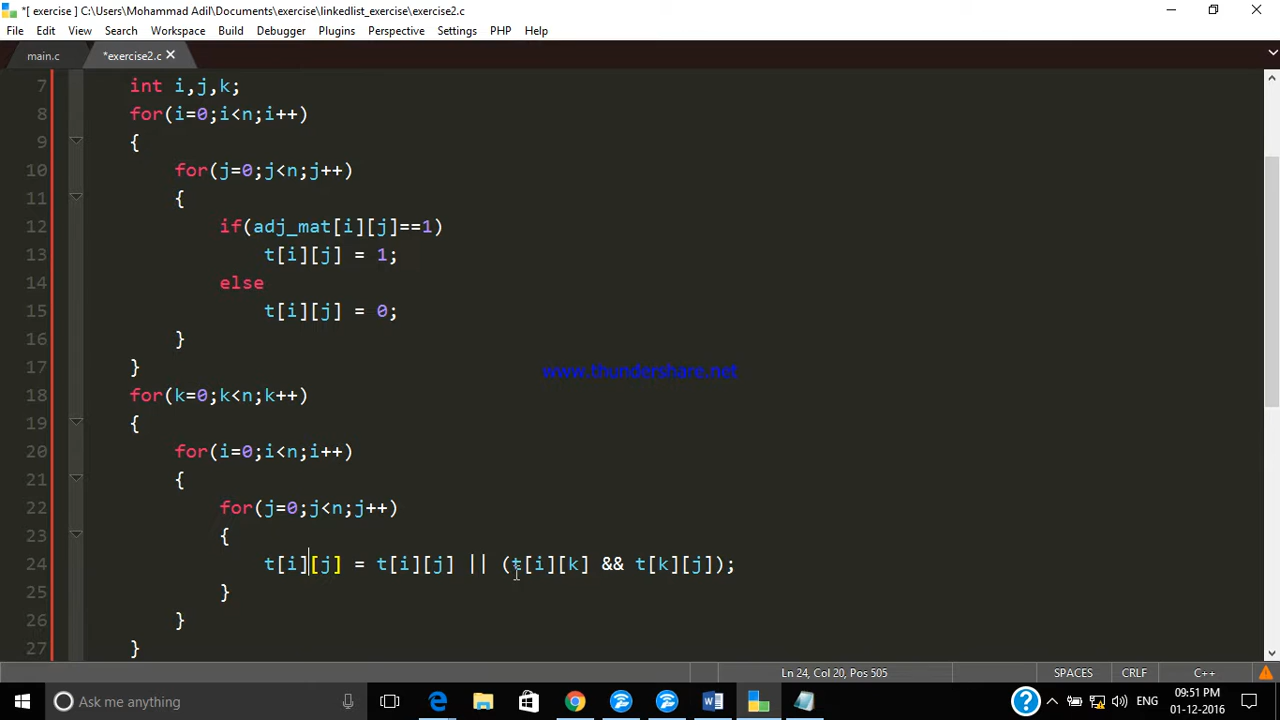 *[ exercise ] C:\Users\Mohammad Adil\Documents\exercise\linkedlist_exercise\exercise2.c
File Edit View Search Workspace Build Debugger Plugins Perspective Settings PHP Help
main.c *exercise2.c
7 int i,j,k;
8 for(i=0;i<n;i++)
9 {
10 for(j=0;j<n;j++)
11 {
12 if(adj_mat[i][j]==1)
13 t[i][j] = 1;
14 else
15 t[i][j] = 0;
16 }
17 }
www.thundershare.net
18 for(k=0;k<n;k++)
19 {
20 for(i=0;i<n;i++)
21 {
22 for(j=0;j<n;j++)
23 {
24 t[i][j] = t[i][j] || (t[i][k] && t[k][j]);
25 }
26 }
27 }
Ln 24, Col 20, Pos 505 SPACES CRLF C++
Ask me anything ENG 09:51 PM
01-12-2016